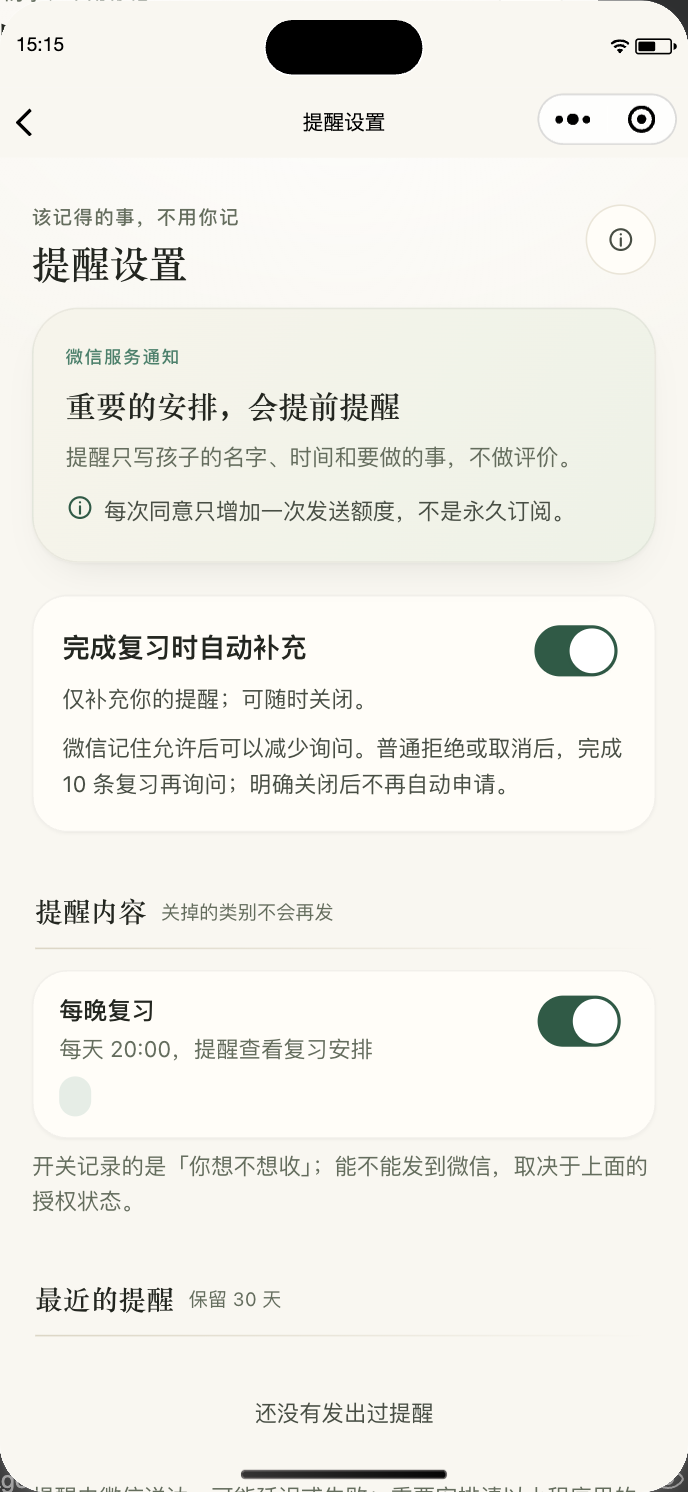 15:15
提醒设置
该记得的事，不用你记
提醒设置
微信服务通知
重要的安排，会提前提醒
提醒只写孩子的名字、时间和要做的事，不做评价。
每次同意只增加一次发送额度，不是永久订阅。
完成复习时自动补充
仅补充你的提醒；可随时关闭。
微信记住允许后可以减少询问。普通拒绝或取消后，完成
10 条复习再询问；明确关闭后不再自动申请。
提醒内容 关掉的类别不会再发
每晚复习
每天 20:00，提醒查看复习安排
开关记录的是「你想不想收」；能不能发到微信，取决于上面的
授权状态。
最近的提醒 保留 30 天
还没有发出过提醒